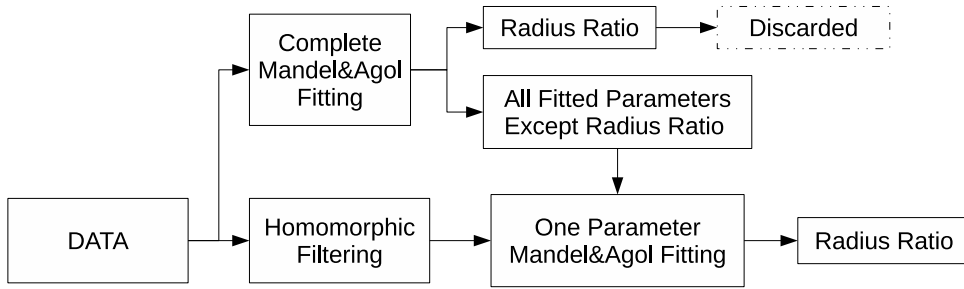 Complete
Mandel&Agol
Fitting
Radius Ratio
Discarded
All Fitted Parameters
Except Radius Ratio
DATA
Homomorphic
Filtering
One Parameter
Mandel&Agol Fitting
Radius Ratio